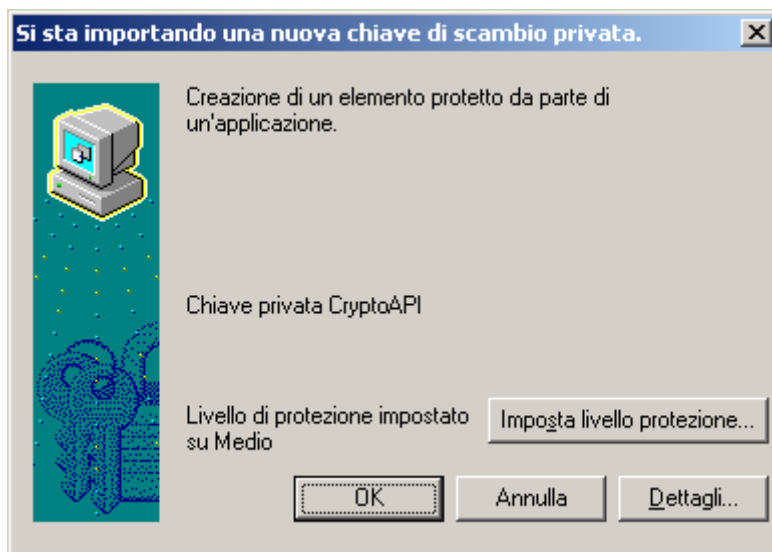 Si sta importando una nuova chiave di scambio privata.
Creazione di un elemento protetto da parte di
un'applicazione.
Chiave privata CryptoAPI
Livello di protezione impostato
su Medio
Imposta livello protezione...
OK
Annulla
Dettagli...